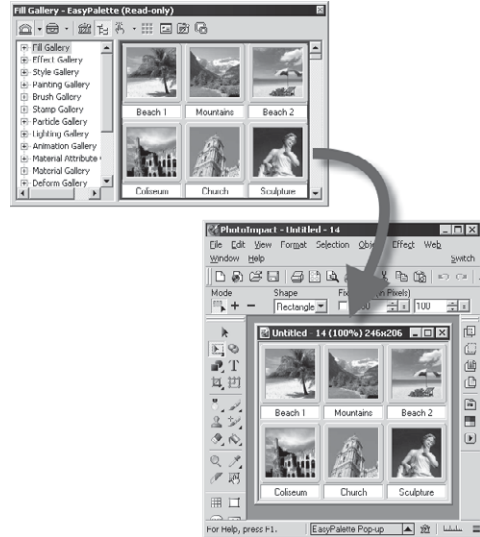 Fill Gallery - EasyPalette (Read-only)
Fill Gallery
Effect Gallery
Style Gallery
Painting Gallery
Brush Gallery
Stamp Gallery
Particle Gallery
Lighting Gallery
Animation Gallery
Material Attribute
Material Gallery
Deform Gallery
Beach 1 Mountains Beach 2
Coliseum Church Sculpture
PhotoImpact - Untitled - 14
File Edit View Format Selection Object Effect Web
Window Help Switch
Mode Shape Pixels)
Rectangle 100
Untitled - 14 (100%) 246x206
Beach 1 Mountains Beach 2
Coliseum Church Sculpture
For Help, press F1. EasyPalette Pop-up